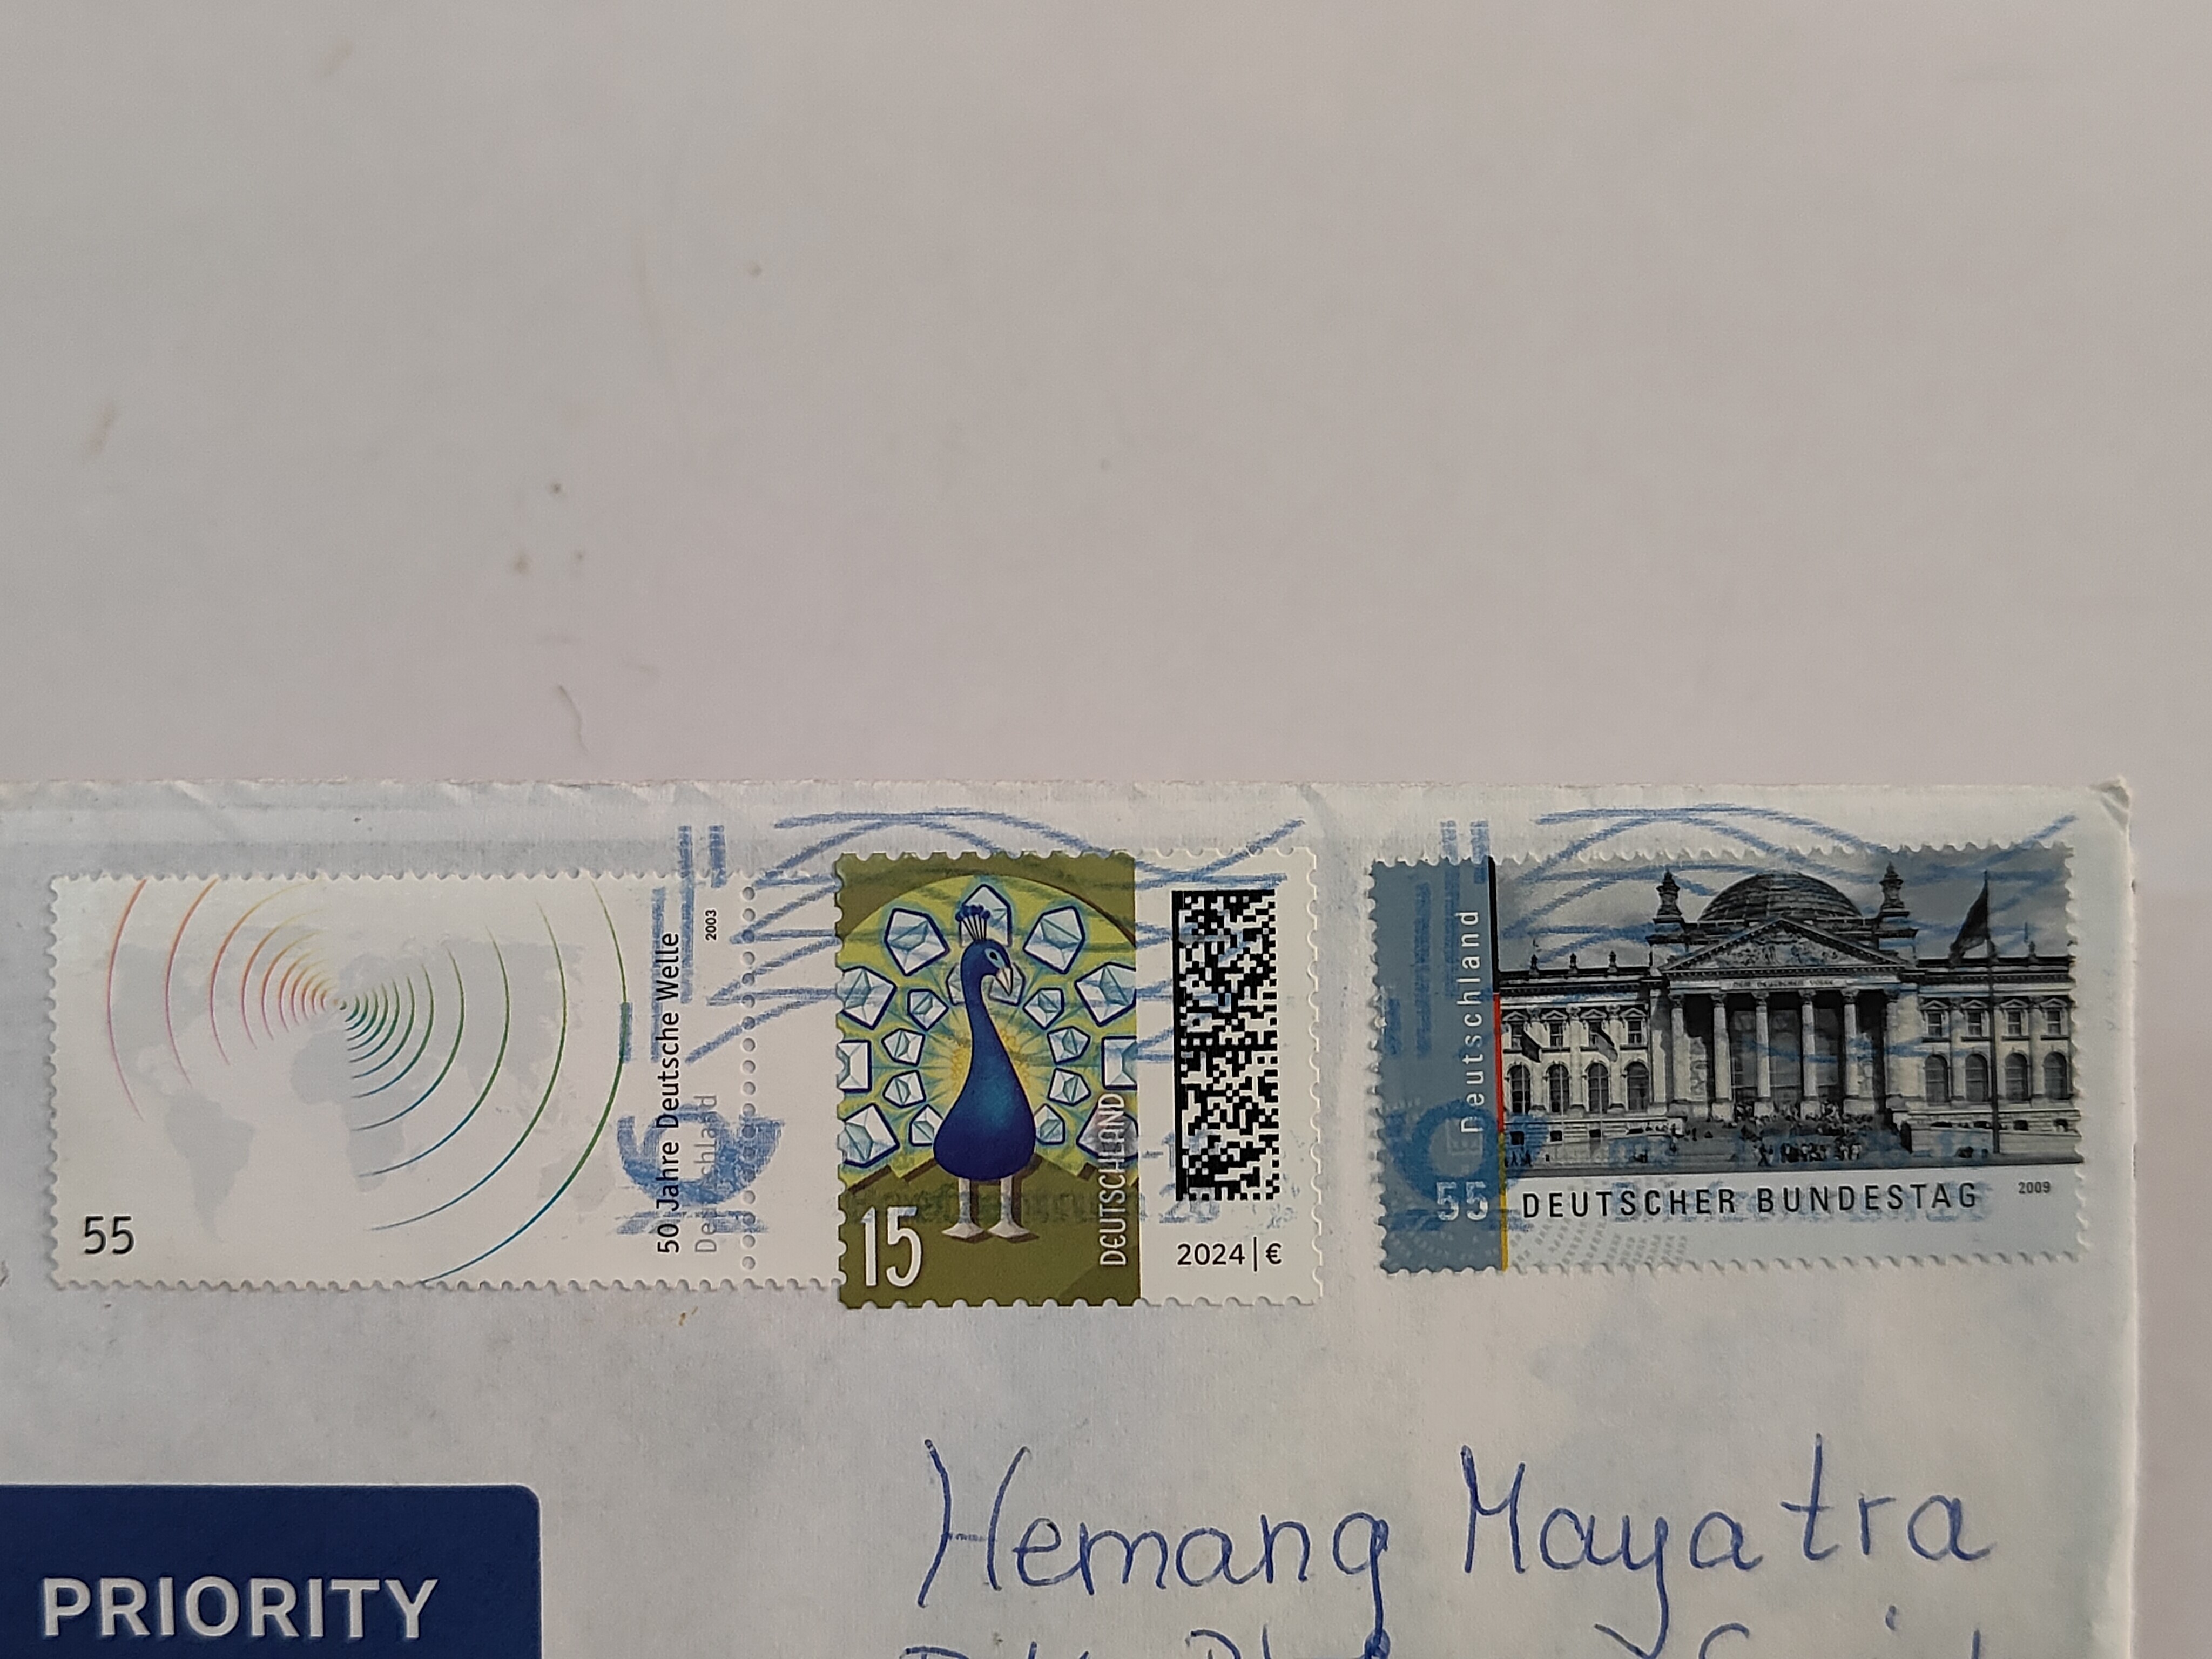 50 Jahre Deutsche Welle
2003
Deutschland
55
15
DEUTSCHLAND
2024 | €
Deutschland
55
DEUTSCHER BUNDESTAG
2009
PRIORITY
Hemang Mayatra